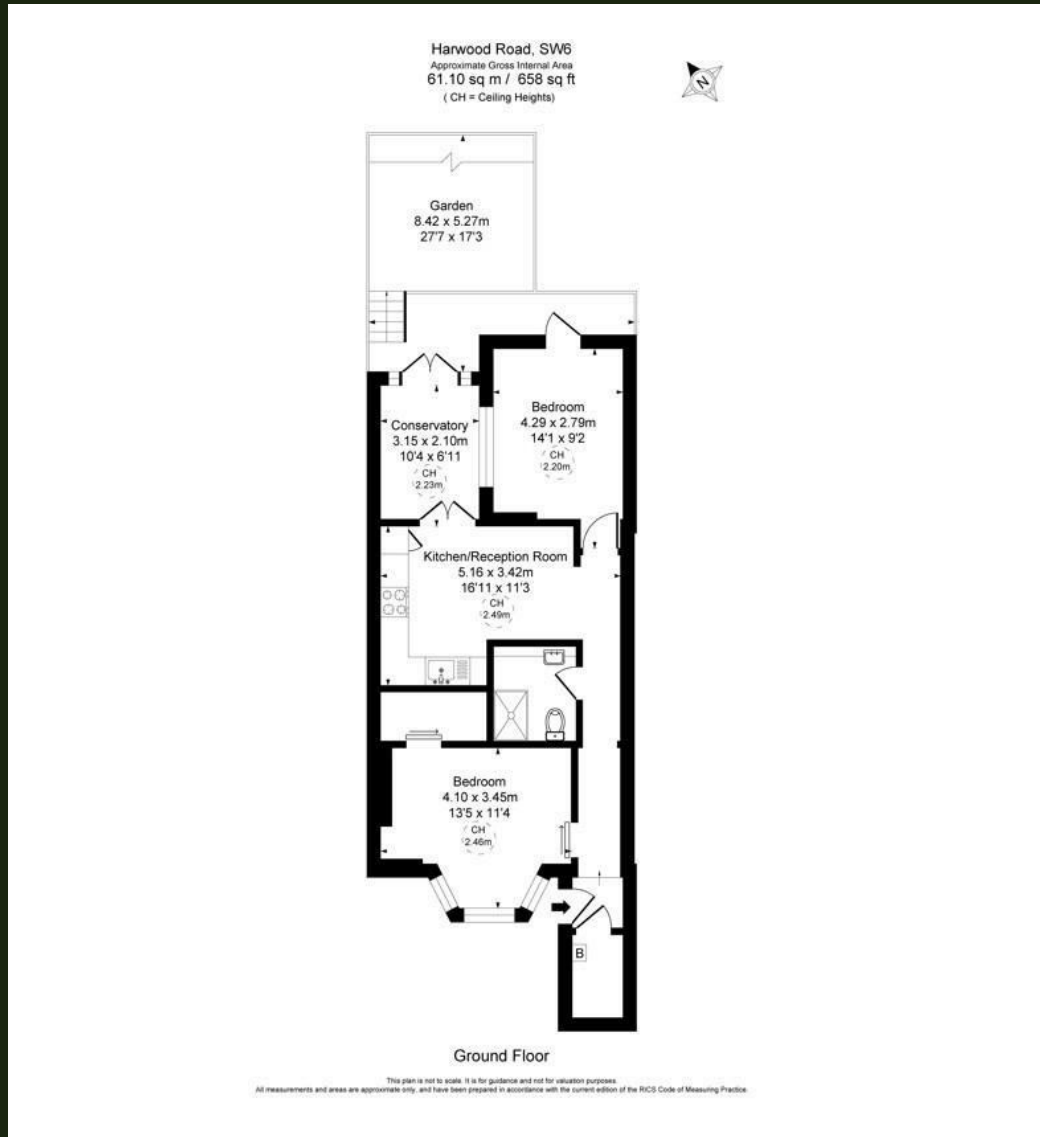 Harwood Road, SW6
Approximate Gross Internal Area
61.10 sq m / 658 sq ft
( CH = Ceiling Heights)
N
Garden
8.42 x 5.27m
27'7 x 17'3
Bedroom
4.29 x 2.79m
14'1 x 9'2
CH
2.20m
Conservatory
3.15 x 2.10m
10'4 x 6'11
CH
2.23m
Kitchen/Reception Room
5.16 x 3.42m
16'11 x 11'3
CH
2.49m
Bedroom
4.10 x 3.45m
13'5 x 11'4
CH
2.46m
B
Ground Floor
This plan is not to scale. It is for guidance and not for valuation purposes.
All measurements and areas are approximate only, and have been prepared in accordance with the current edition of the RICS Code of Measuring Practice.